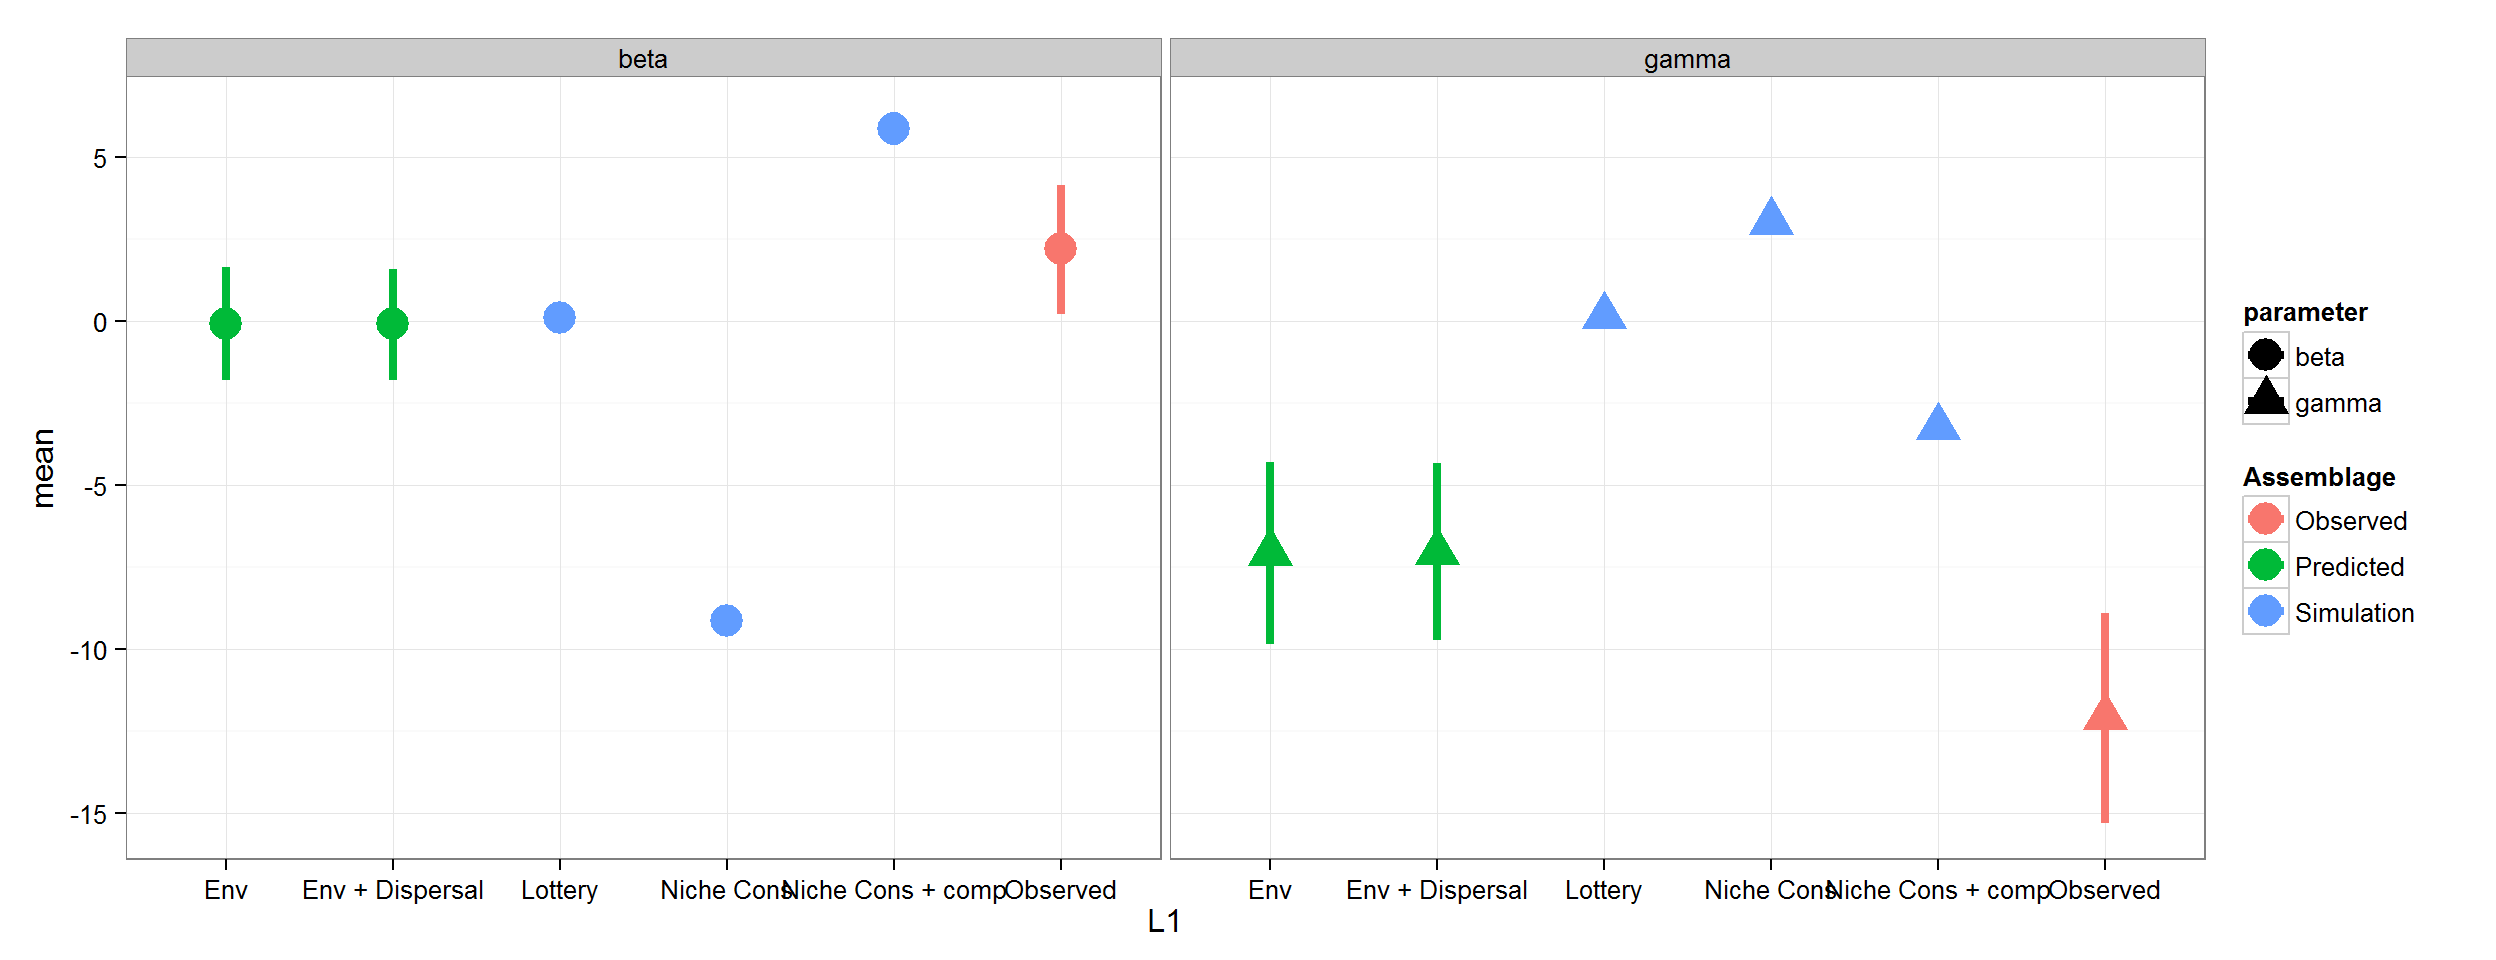 beta
gamma
5
0
-5
-10
-15
mean
Env
Env + Dispersal
Lottery
Niche Cons
Niche Cons + comp
Observed
Env
Env + Dispersal
Lottery
Niche Cons
Niche Cons + comp
Observed
L1
parameter
beta
gamma
Assemblage
Observed
Predicted
Simulation